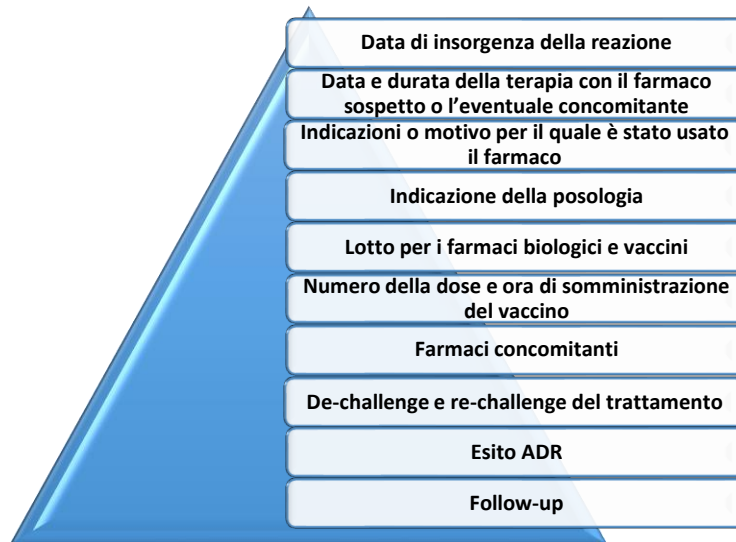 Data di insorgenza della reazione
Data e durata della terapia con il farmaco
sospetto o l'eventuale concomitante
Indicazioni o motivo per il quale è stato usato
il farmaco
Indicazione della posologia
Lotto per i farmaci biologici e vaccini
Numero della dose e ora di somministrazione
del vaccino
Farmaci concomitanti
De-challenge e re-challenge del trattamento
Esito ADR
Follow-up